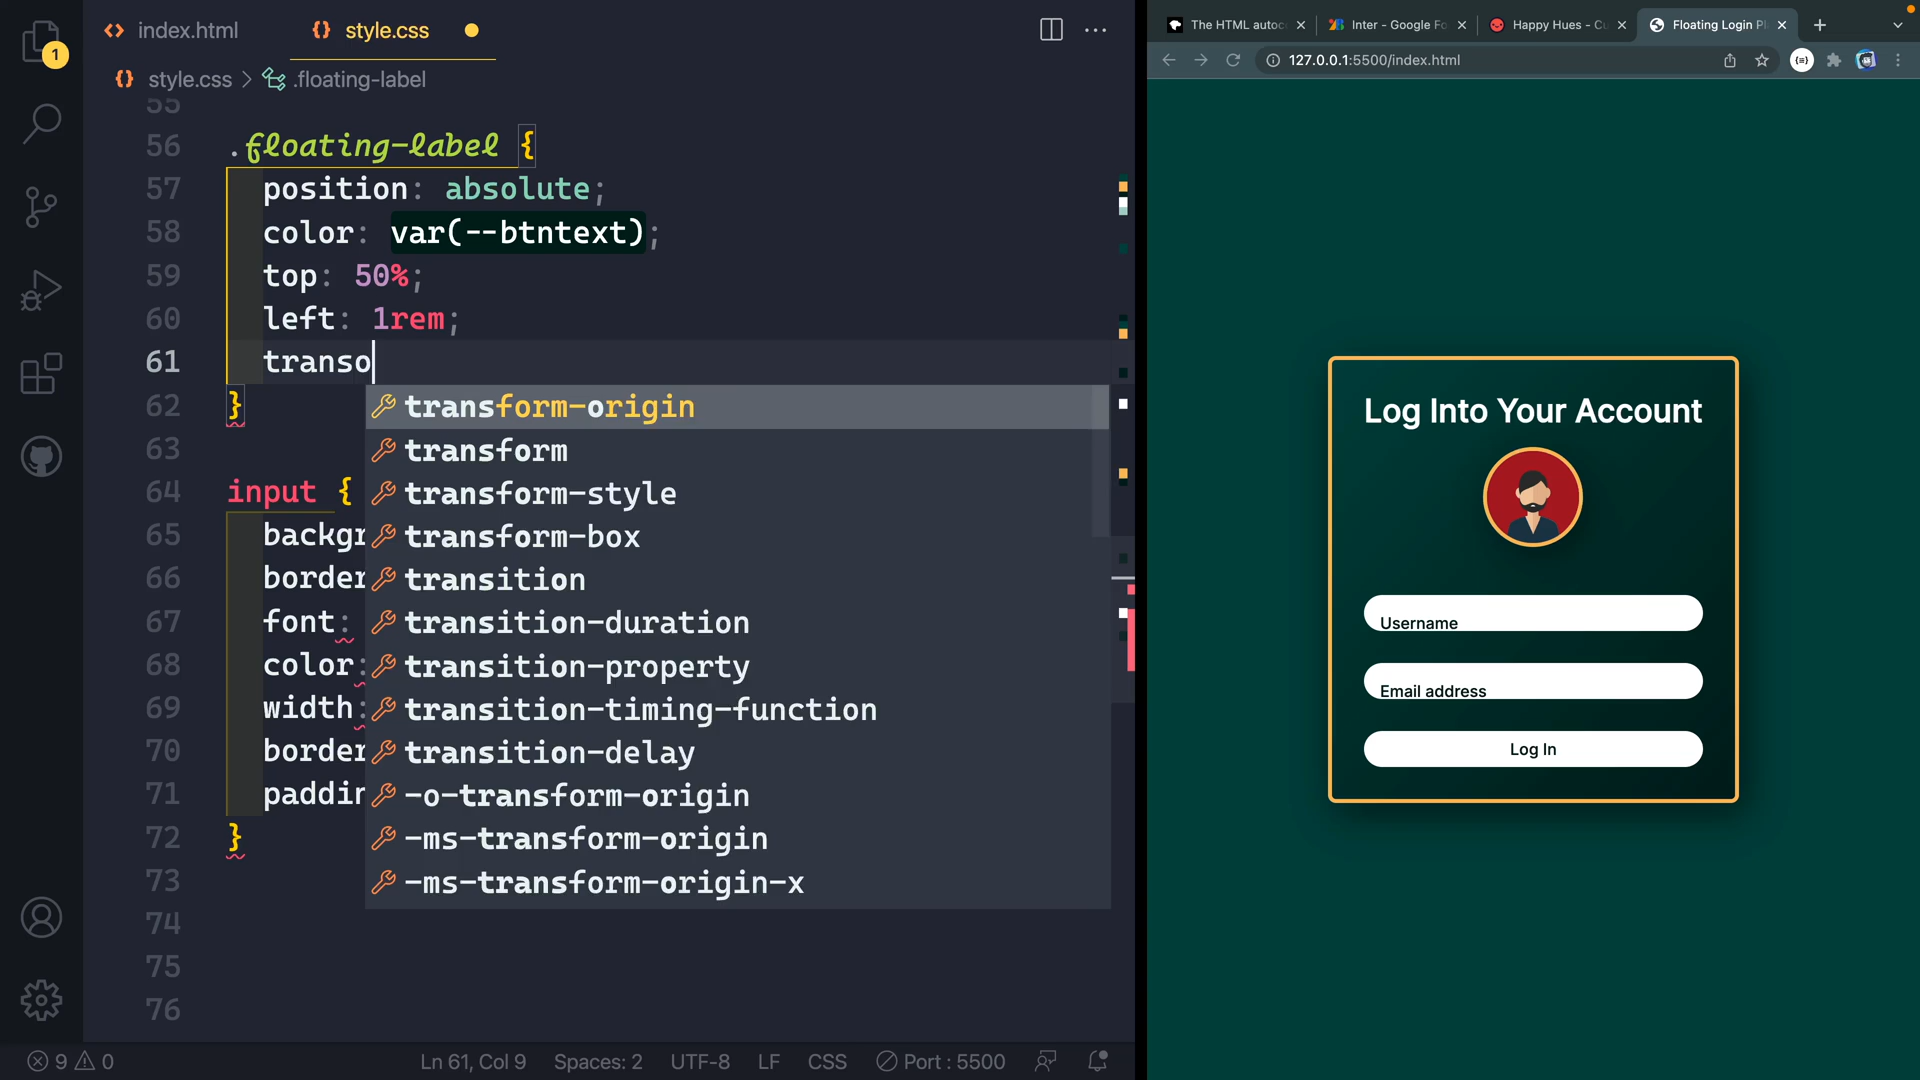 index.html
style.css
1
style.css > .floating-label
55
56 .floating-label {
57 position: absolute;
58 color: var(--btntext);
59 top: 50%;
60 left: 1rem;
61 transo
62 }
63
64 input {
65 backgr
66 border
67 font:
68 color:
69 width:
70 border
71 paddin
72 }
73
74
75
76
transform-origin
transform
transform-style
transform-box
transition
transition-duration
transition-property
transition-timing-function
transition-delay
-o-transform-origin
-ms-transform-origin
-ms-transform-origin-x
9 0
Ln 61, Col 9
Spaces: 2
UTF-8
LF
CSS
Port : 5500
The HTML autoc
Inter - Google Fo
Happy Hues - Cu
Floating Login Pl
127.0.0.1:5500/index.html
Log Into Your Account
Username
Email address
Log In